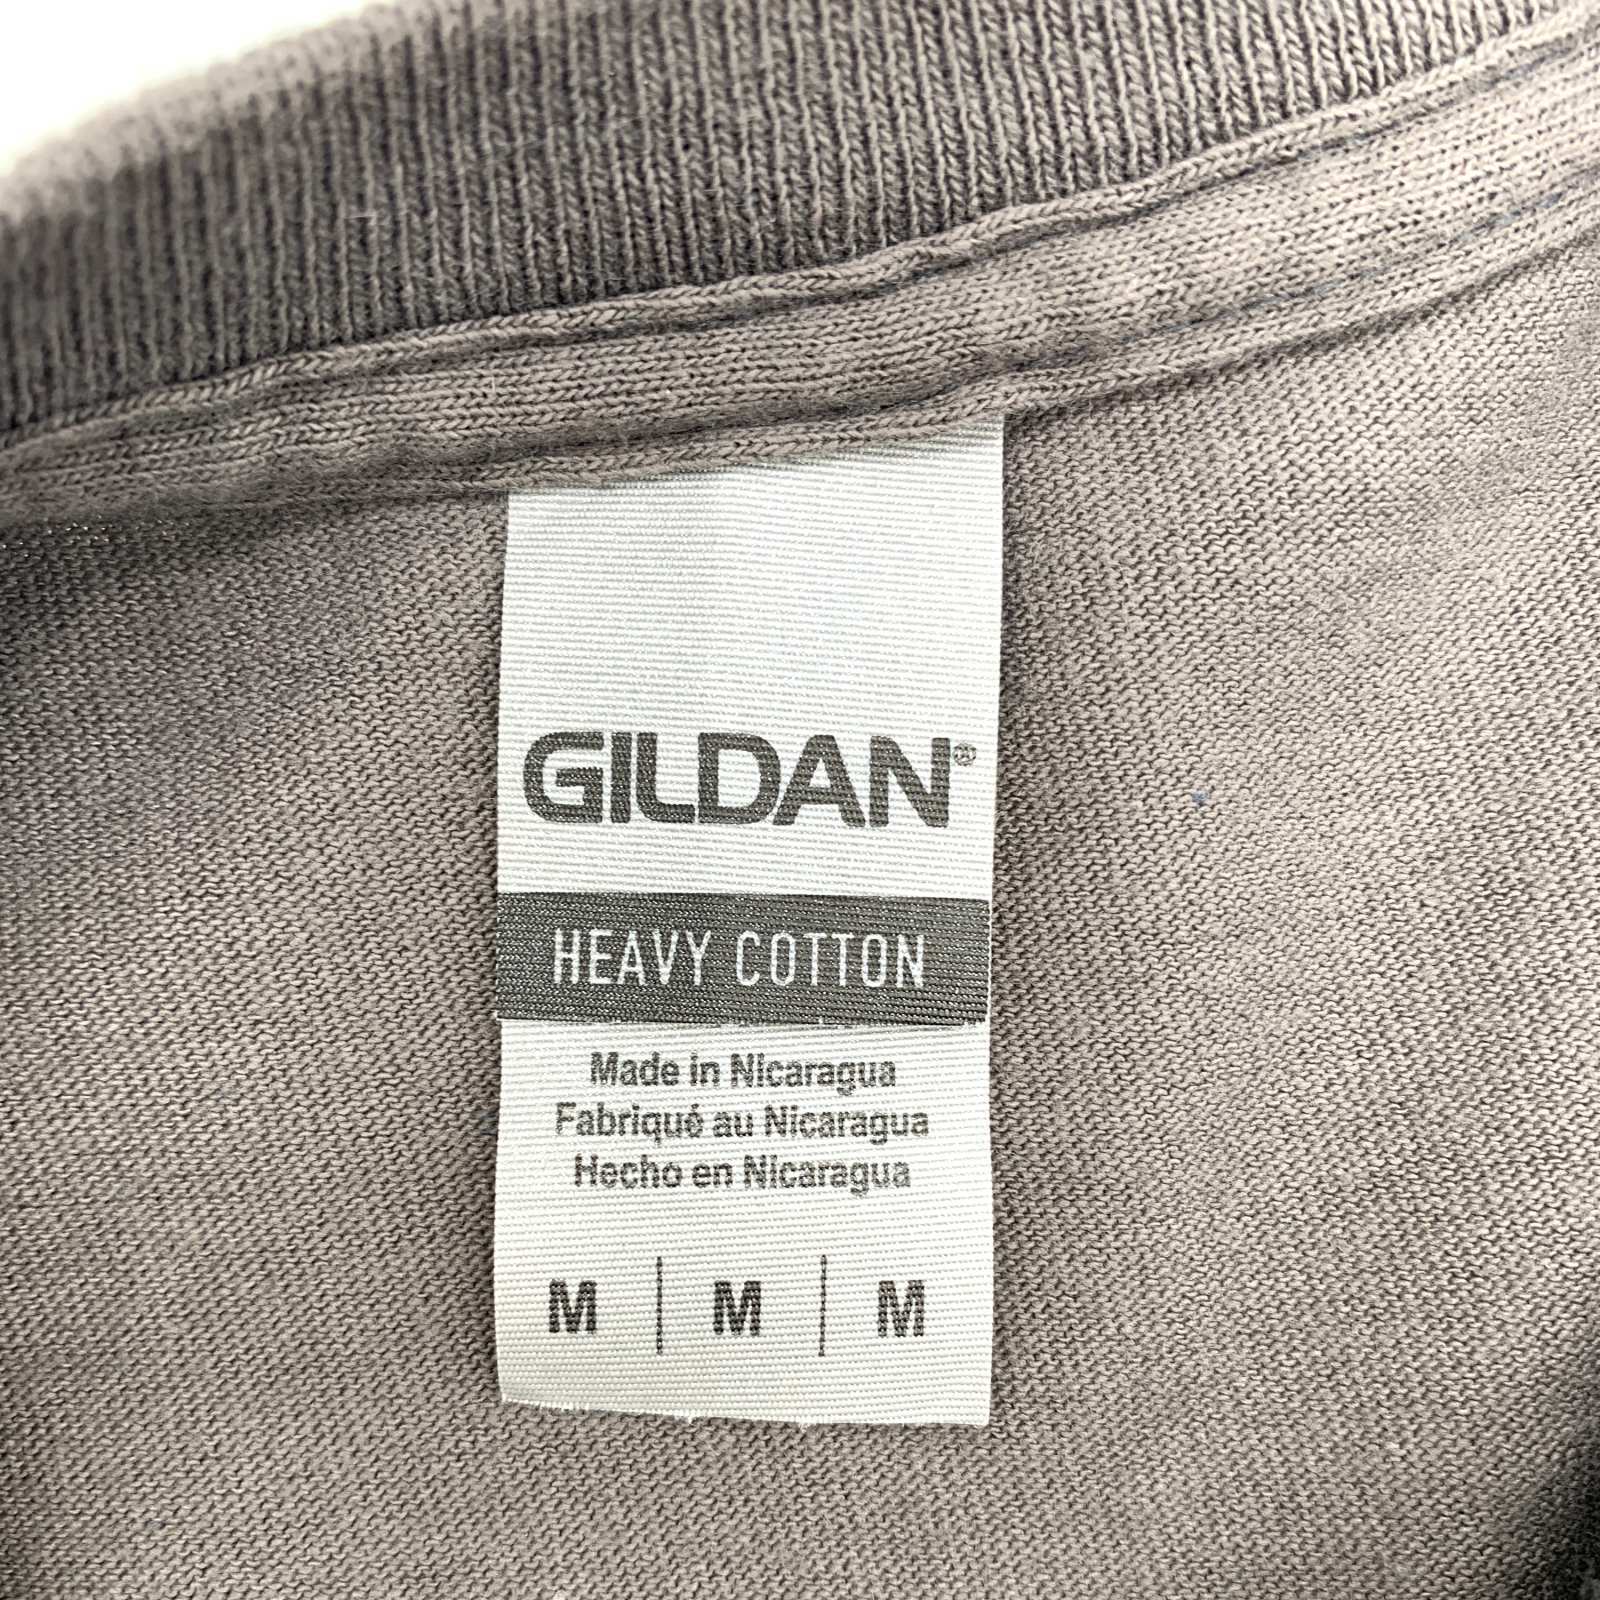 GILDAN®
HEAVY COTTON
Made in Nicaragua
Fabriqué au Nicaragua
Hecho en Nicaragua
M | M | M